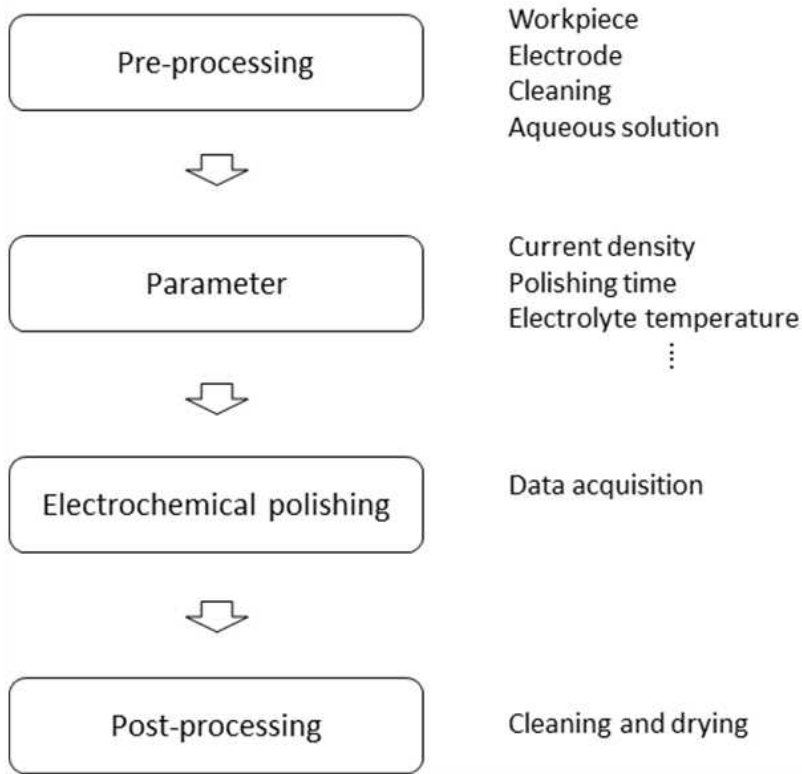 Pre-processing
Workpiece
Electrode
Cleaning
Aqueous solution
Parameter
Current density
Polishing time
Electrolyte temperature
⋮
Electrochemical polishing
Data acquisition
Post-processing
Cleaning and drying